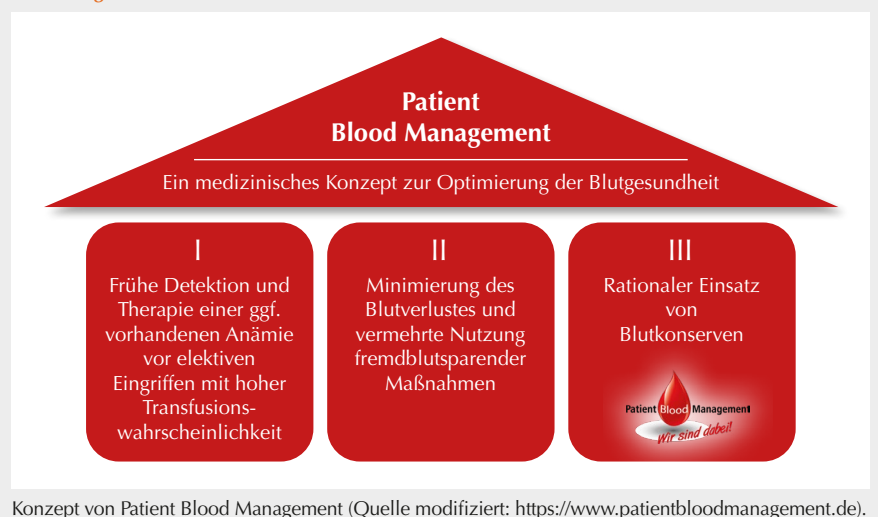 Patient
Blood Management
Ein medizinisches Konzept zur Optimierung der Blutgesundheit
I
Frühe Detektion und
Therapie einer ggf.
vorhandenen Anämie
vor elektiven
Eingriffen mit hoher
Transfusions-
wahrscheinlichkeit
II
Minimierung des
Blutverlustes und
vermehrte Nutzung
fremdblutsparender
Maßnahmen
III
Rationaler Einsatz
von
Blutkonserven
Patient Blood Management
Wir sind dabei!
Konzept von Patient Blood Management (Quelle modifiziert: https://www.patientbloodmanagement.de).